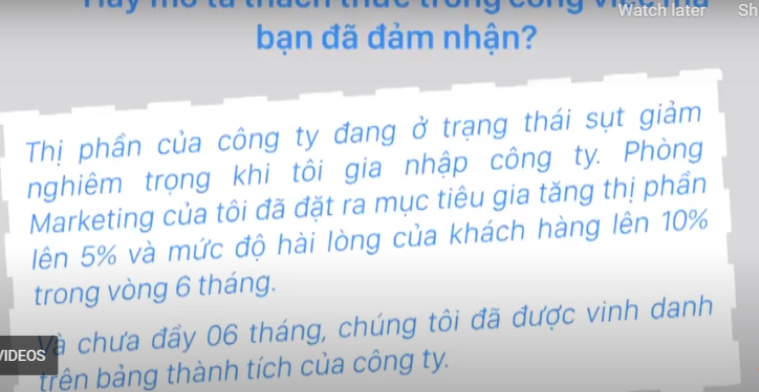 Hãy mô tả thách thức trong công việc mà
Watch later Sh
bạn đã đảm nhận?
Thị phần của công ty đang ở trạng thái sụt giảm
nghiêm trọng khi tôi gia nhập công ty. Phòng
Marketing của tôi đã đặt ra mục tiêu gia tăng thị phần
lên 5% và mức độ hài lòng của khách hàng lên 10%
trong vòng 6 tháng.
Và chưa đầy 06 tháng, chúng tôi đã được vinh danh
VIDEOS
trên bảng thành tích của công ty.